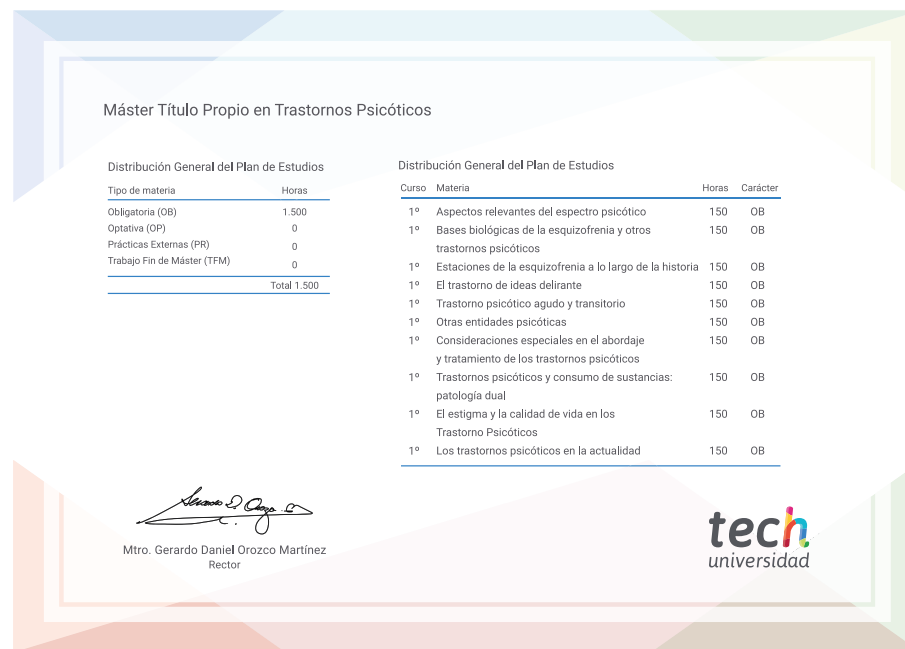 Máster Título Propio en Trastornos Psicóticos
Distribución General del Plan de Estudios
Tipo de materia Horas
Obligatoria (OB) 1.500
Optativa (OP) 0
Prácticas Externas (PR) 0
Trabajo Fin de Máster (TFM) 0
Total 1.500
Distribución General del Plan de Estudios
Curso Materia Horas Carácter
1º Aspectos relevantes del espectro psicótico 150 OB
1º Bases biológicas de la esquizofrenia y otros 150 OB
trastornos psicóticos
1º Estaciones de la esquizofrenia a lo largo de la historia 150 OB
1º El trastorno de ideas delirante 150 OB
1º Trastorno psicótico agudo y transitorio 150 OB
1º Otras entidades psicóticas 150 OB
1º Consideraciones especiales en el abordaje 150 OB
y tratamiento de los trastornos psicóticos
1º Trastornos psicóticos y consumo de sustancias: 150 OB
patología dual
1º El estigma y la calidad de vida en los 150 OB
Trastorno Psicóticos
1º Los trastornos psicóticos en la actualidad 150 OB
Mtro. Gerardo Daniel Orozco Martínez
Rector
tech
universidad